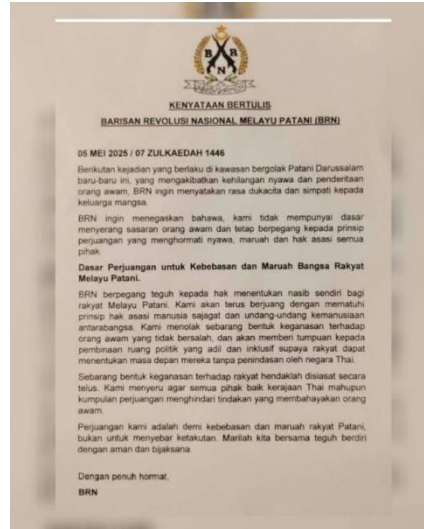 B R N
KENYATAAN BERTULIS
BARISAN REVOLUSI NASIONAL MELAYU PATANI (BRN)
05 MEI 2025 / 07 ZULKAEDAH 1446
Berikutan kejadian yang berlaku di kawasan bergolak Patani Darussalam
baru-baru ini, yang mengakibatkan kehilangan nyawa dan penderitaan
orang awam, BRN ingin menyatakan rasa dukacita dan simpati kepada
keluarga mangsa.
BRN ingin menegaskan bahawa, kami tidak mempunyai dasar
menyerang sasaran orang awam dan tetap berpegang kepada prinsip
perjuangan yang menghormati nyawa, maruah dan hak asasi semua
pihak.
Dasar Perjuangan untuk Kebebasan dan Maruah Bangsa Rakyat
Melayu Patani.
BRN berpegang teguh kepada hak menentukan nasib sendiri bagi
rakyat Melayu Patani. Kami akan terus berjuang dengan mematuhi
prinsip hak asasi manusia sejagat dan undang-undang kemanusiaan
antarabangsa. Kami menolak sebarang bentuk keganasan terhadap
orang awam yang tidak bersalah, dan akan memberi tumpuan kepada
pembinaan ruang politik yang adil dan inklusif supaya rakyat dapat
menentukan masa depan mereka tanpa penindasan oleh negara Thai.
Sebarang bentuk keganasan terhadap rakyat hendaklah disiasat secara
telus. Kami menyeru agar semua pihak baik kerajaan Thai mahupun
kumpulan perjuangan menghindari tindakan yang membahayakan orang
awam.
Perjuangan kami adalah demi kebebasan dan maruah rakyat Patani,
bukan untuk menyebar ketakutan. Marilah kita bersama teguh berdiri
dengan aman dan bijaksana.
Dengan penuh hormat,
BRN